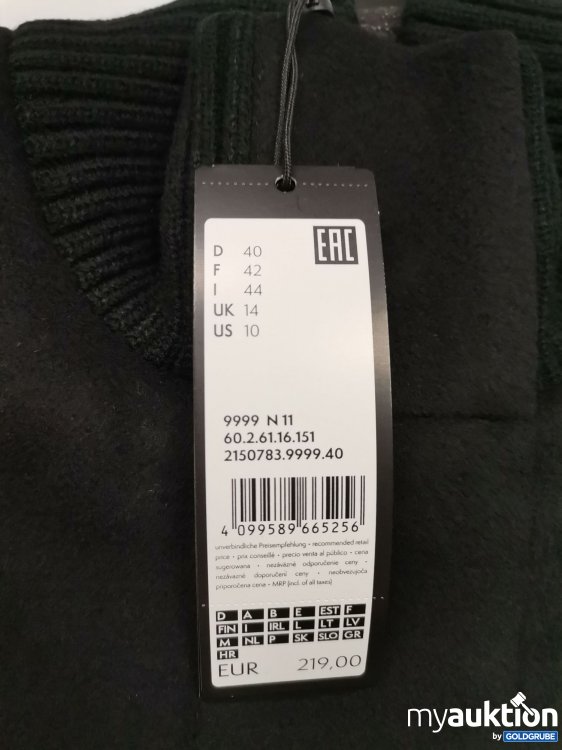 D 40
F 42
I 44
UK 14
US 10
EAC
9999 N 11
60.2.61.16.151
2150783.9999.40
4 099589 665256
unverbindliche Preisempfehlung - recommended retail
price - prix conseillé - precio venta al público - cena
sugerowana - nezávazné odporučenie ceny -
nezávazné doporučení ceny - neobvezujoča
priporočena cena - MRP (incl. of all taxes)
D A B E EST F
FIN I IRL L LT LV
M NL P SK SLO GR
HR
EUR 219,00
myauktion
by GOLDGRUBE